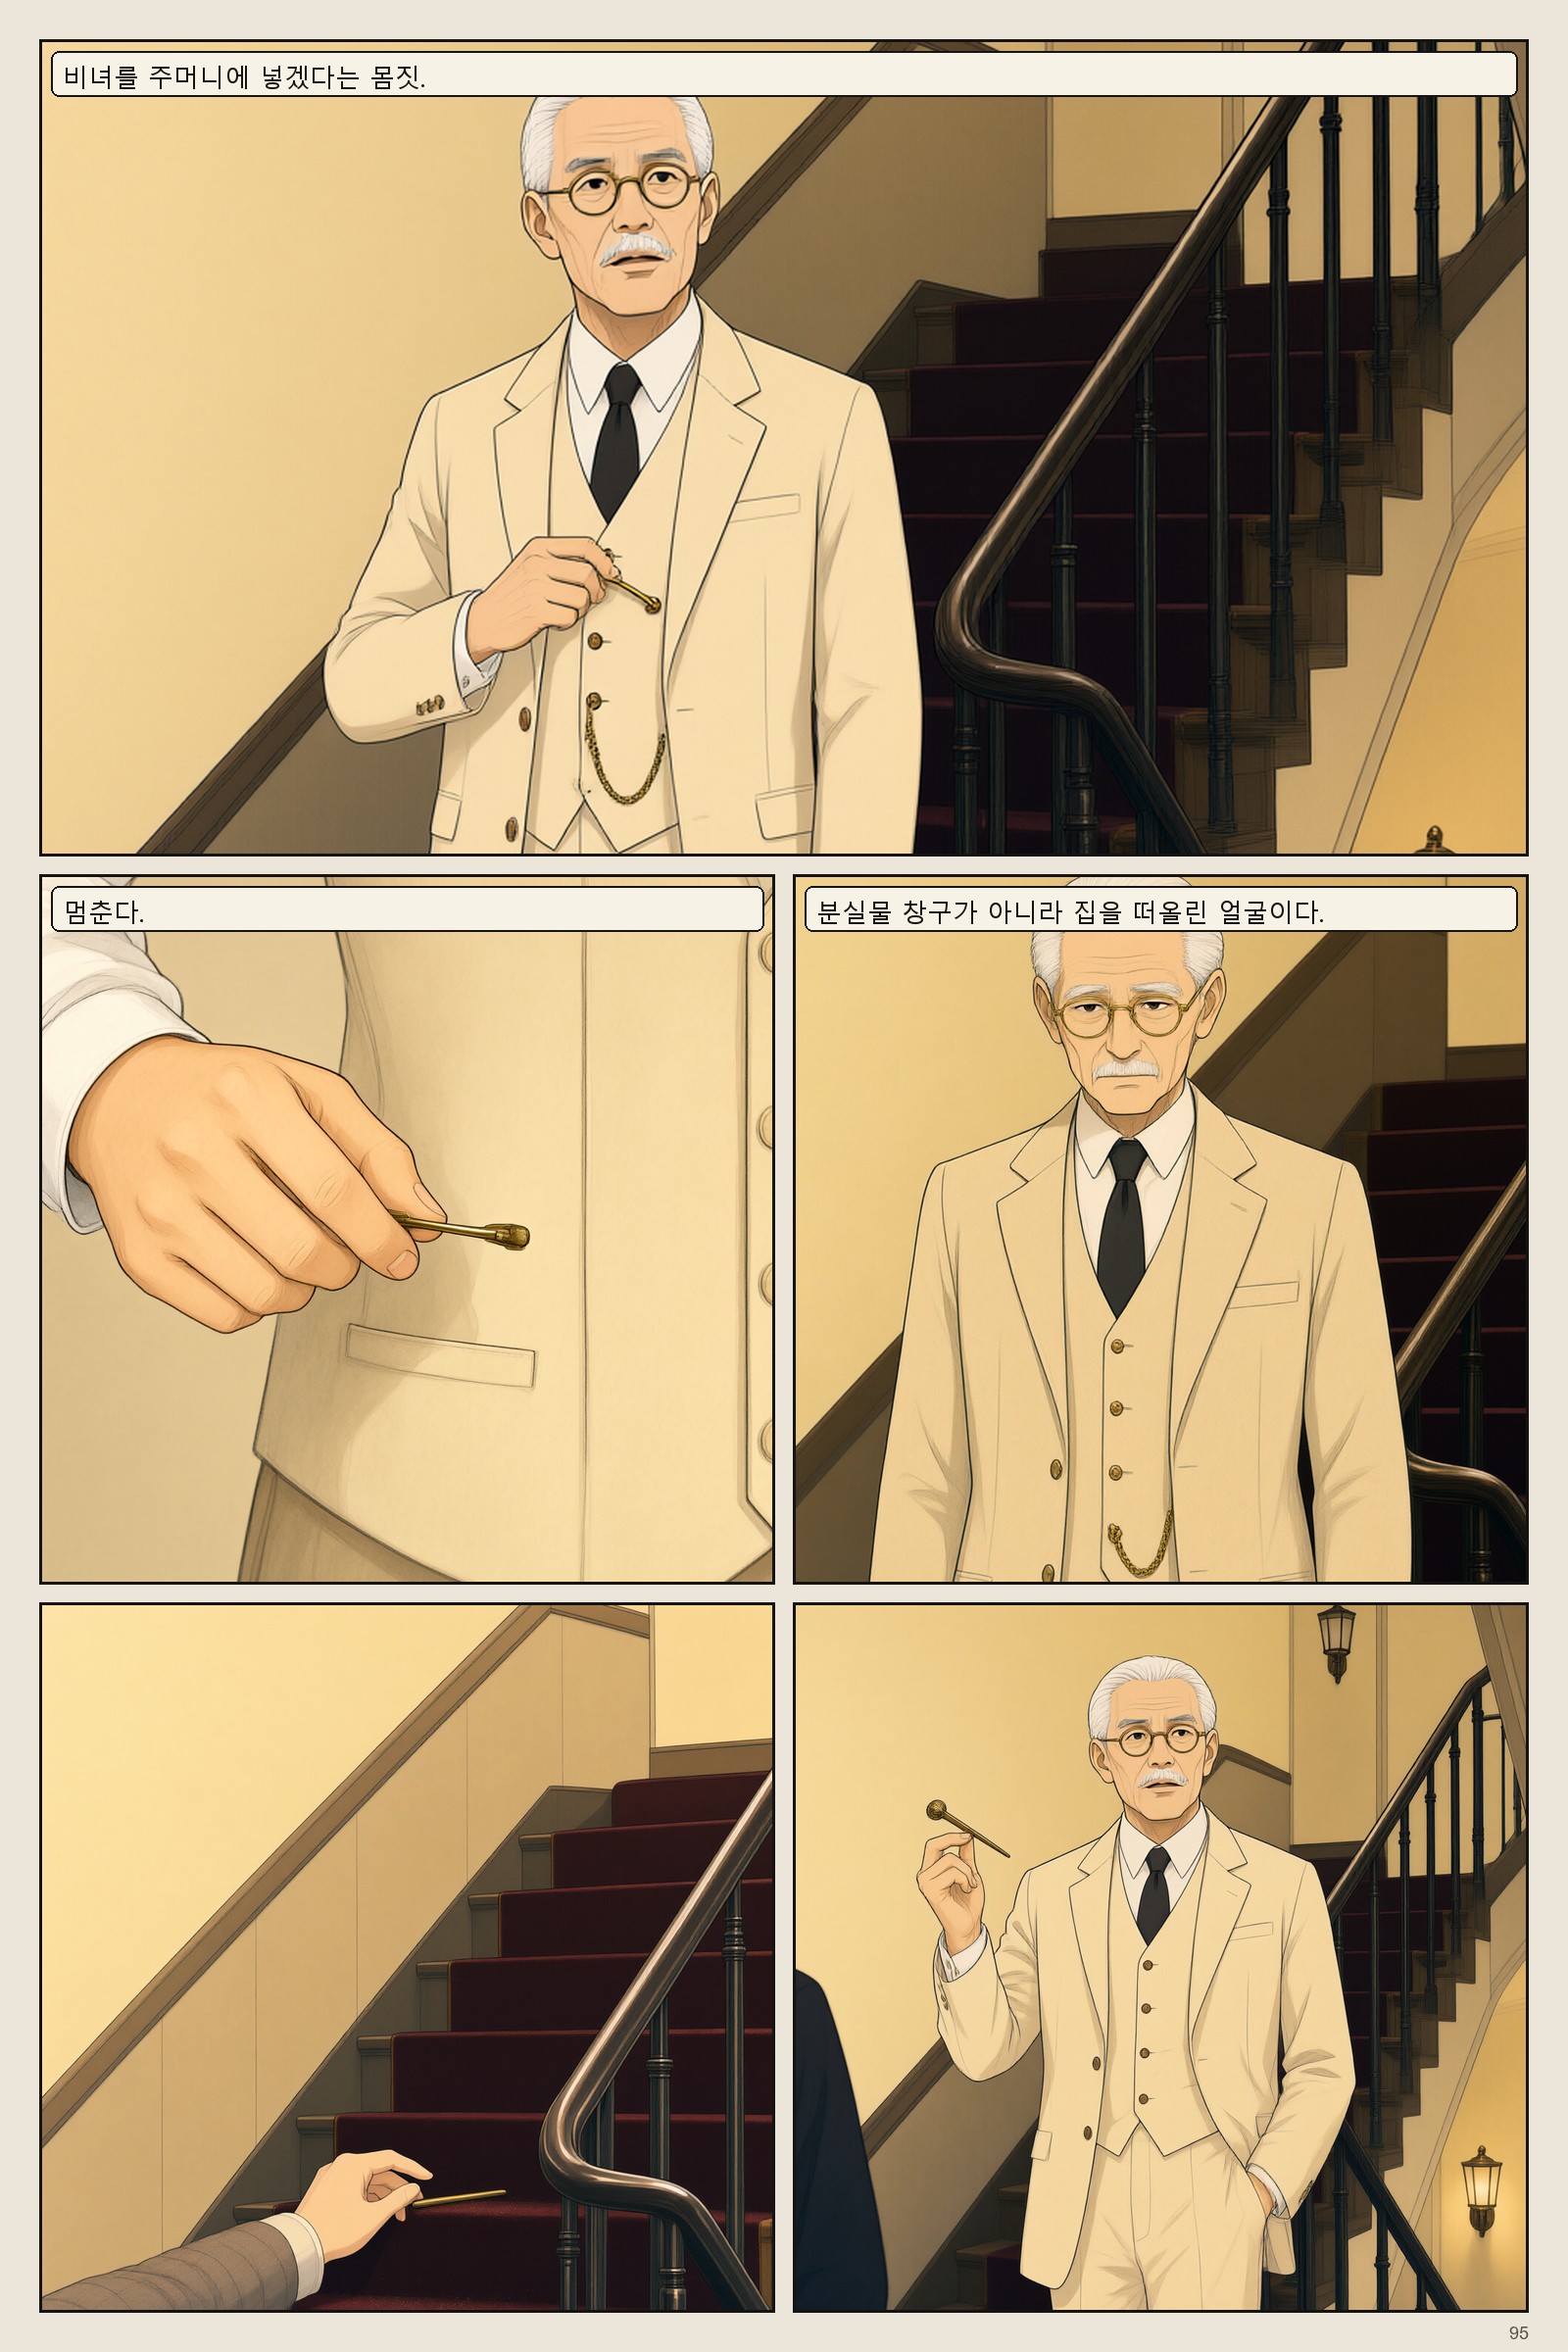 비녀를 주머니에 넣겠다는 몸짓.
멈춘다.
분실물 창구가 아니라 집을 떠올린 얼굴이다.
95